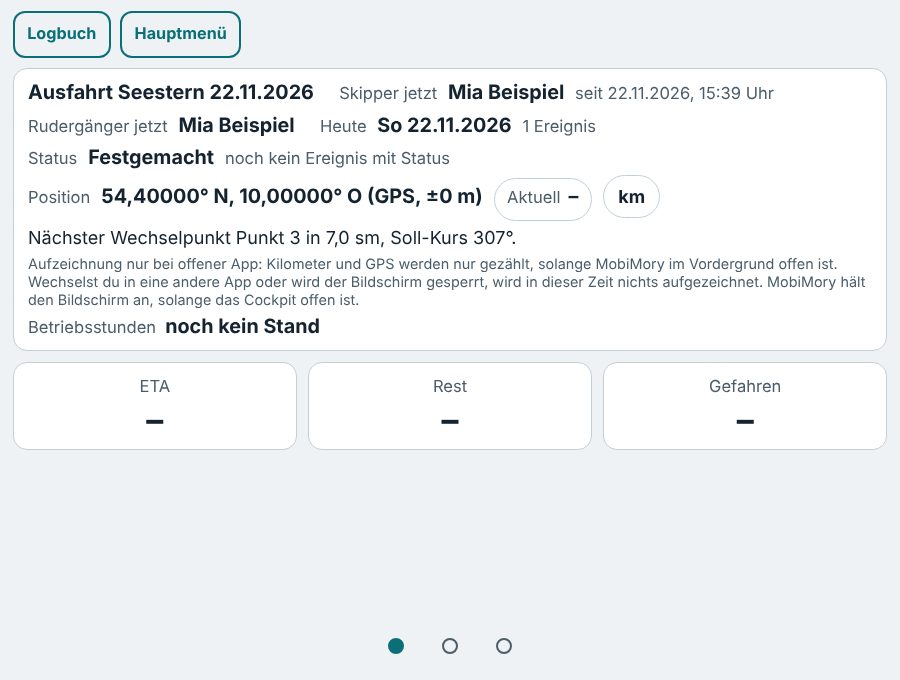 Logbuch Hauptmenü
Ausfahrt Seestern 22.11.2026 Skipper jetzt Mia Beispiel seit 22.11.2026, 15:39 Uhr
Rudergänger jetzt Mia Beispiel Heute So 22.11.2026 1 Ereignis
Status Festgemacht noch kein Ereignis mit Status
Position 54,40000° N, 10,00000° O (GPS, ±0 m) Aktuell – km
Nächster Wechselpunkt Punkt 3 in 7,0 sm, Soll-Kurs 307°.
Aufzeichnung nur bei offener App: Kilometer und GPS werden nur gezählt, solange MobiMory im Vordergrund offen ist.
Wechselst du in eine andere App oder wird der Bildschirm gesperrt, wird in dieser Zeit nichts aufgezeichnet. MobiMory hält
den Bildschirm an, solange das Cockpit offen ist.
Betriebsstunden noch kein Stand
ETA Rest Gefahren
– – –